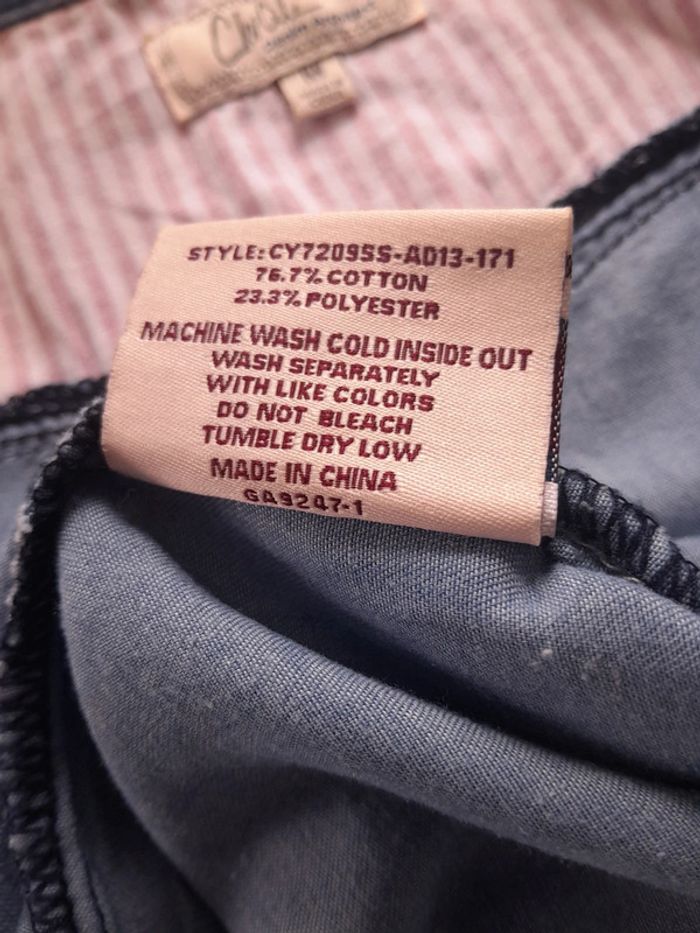 STYLE: CY72095S-AD13-171
76.7% COTTON
23.3% POLYESTER
MACHINE WASH COLD INSIDE OUT
WASH SEPARATELY
WITH LIKE COLORS
DO NOT BLEACH
TUMBLE DRY LOW
MADE IN CHINA
GA9247-1